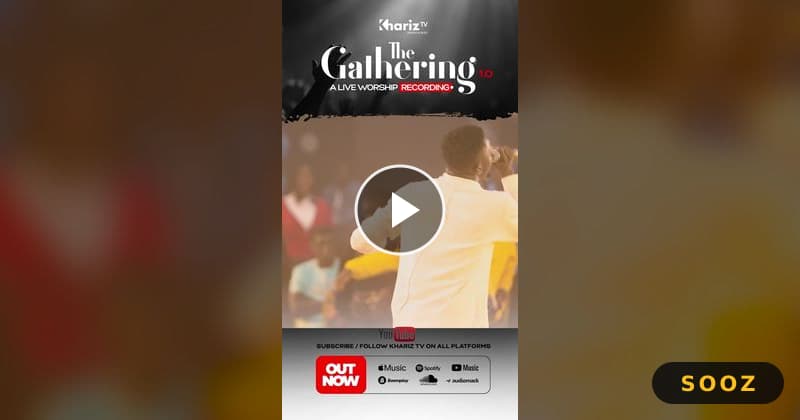 Khariz TV
The
Gathering 1.0
A LIVE WORSHIP RECORDING
YouTube
SUBSCRIBE / FOLLOW KHARIZ TV ON ALL PLATFORMS
OUT NOW
Music Spotify Music
Boomplay SOUNDCLOUD audiomack
SOOZ